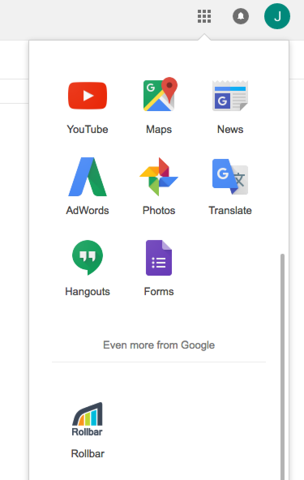 J
YouTube
Maps
News
AdWords
Photos
Translate
Hangouts
Forms
Even more from Google
Rollbar
Rollbar